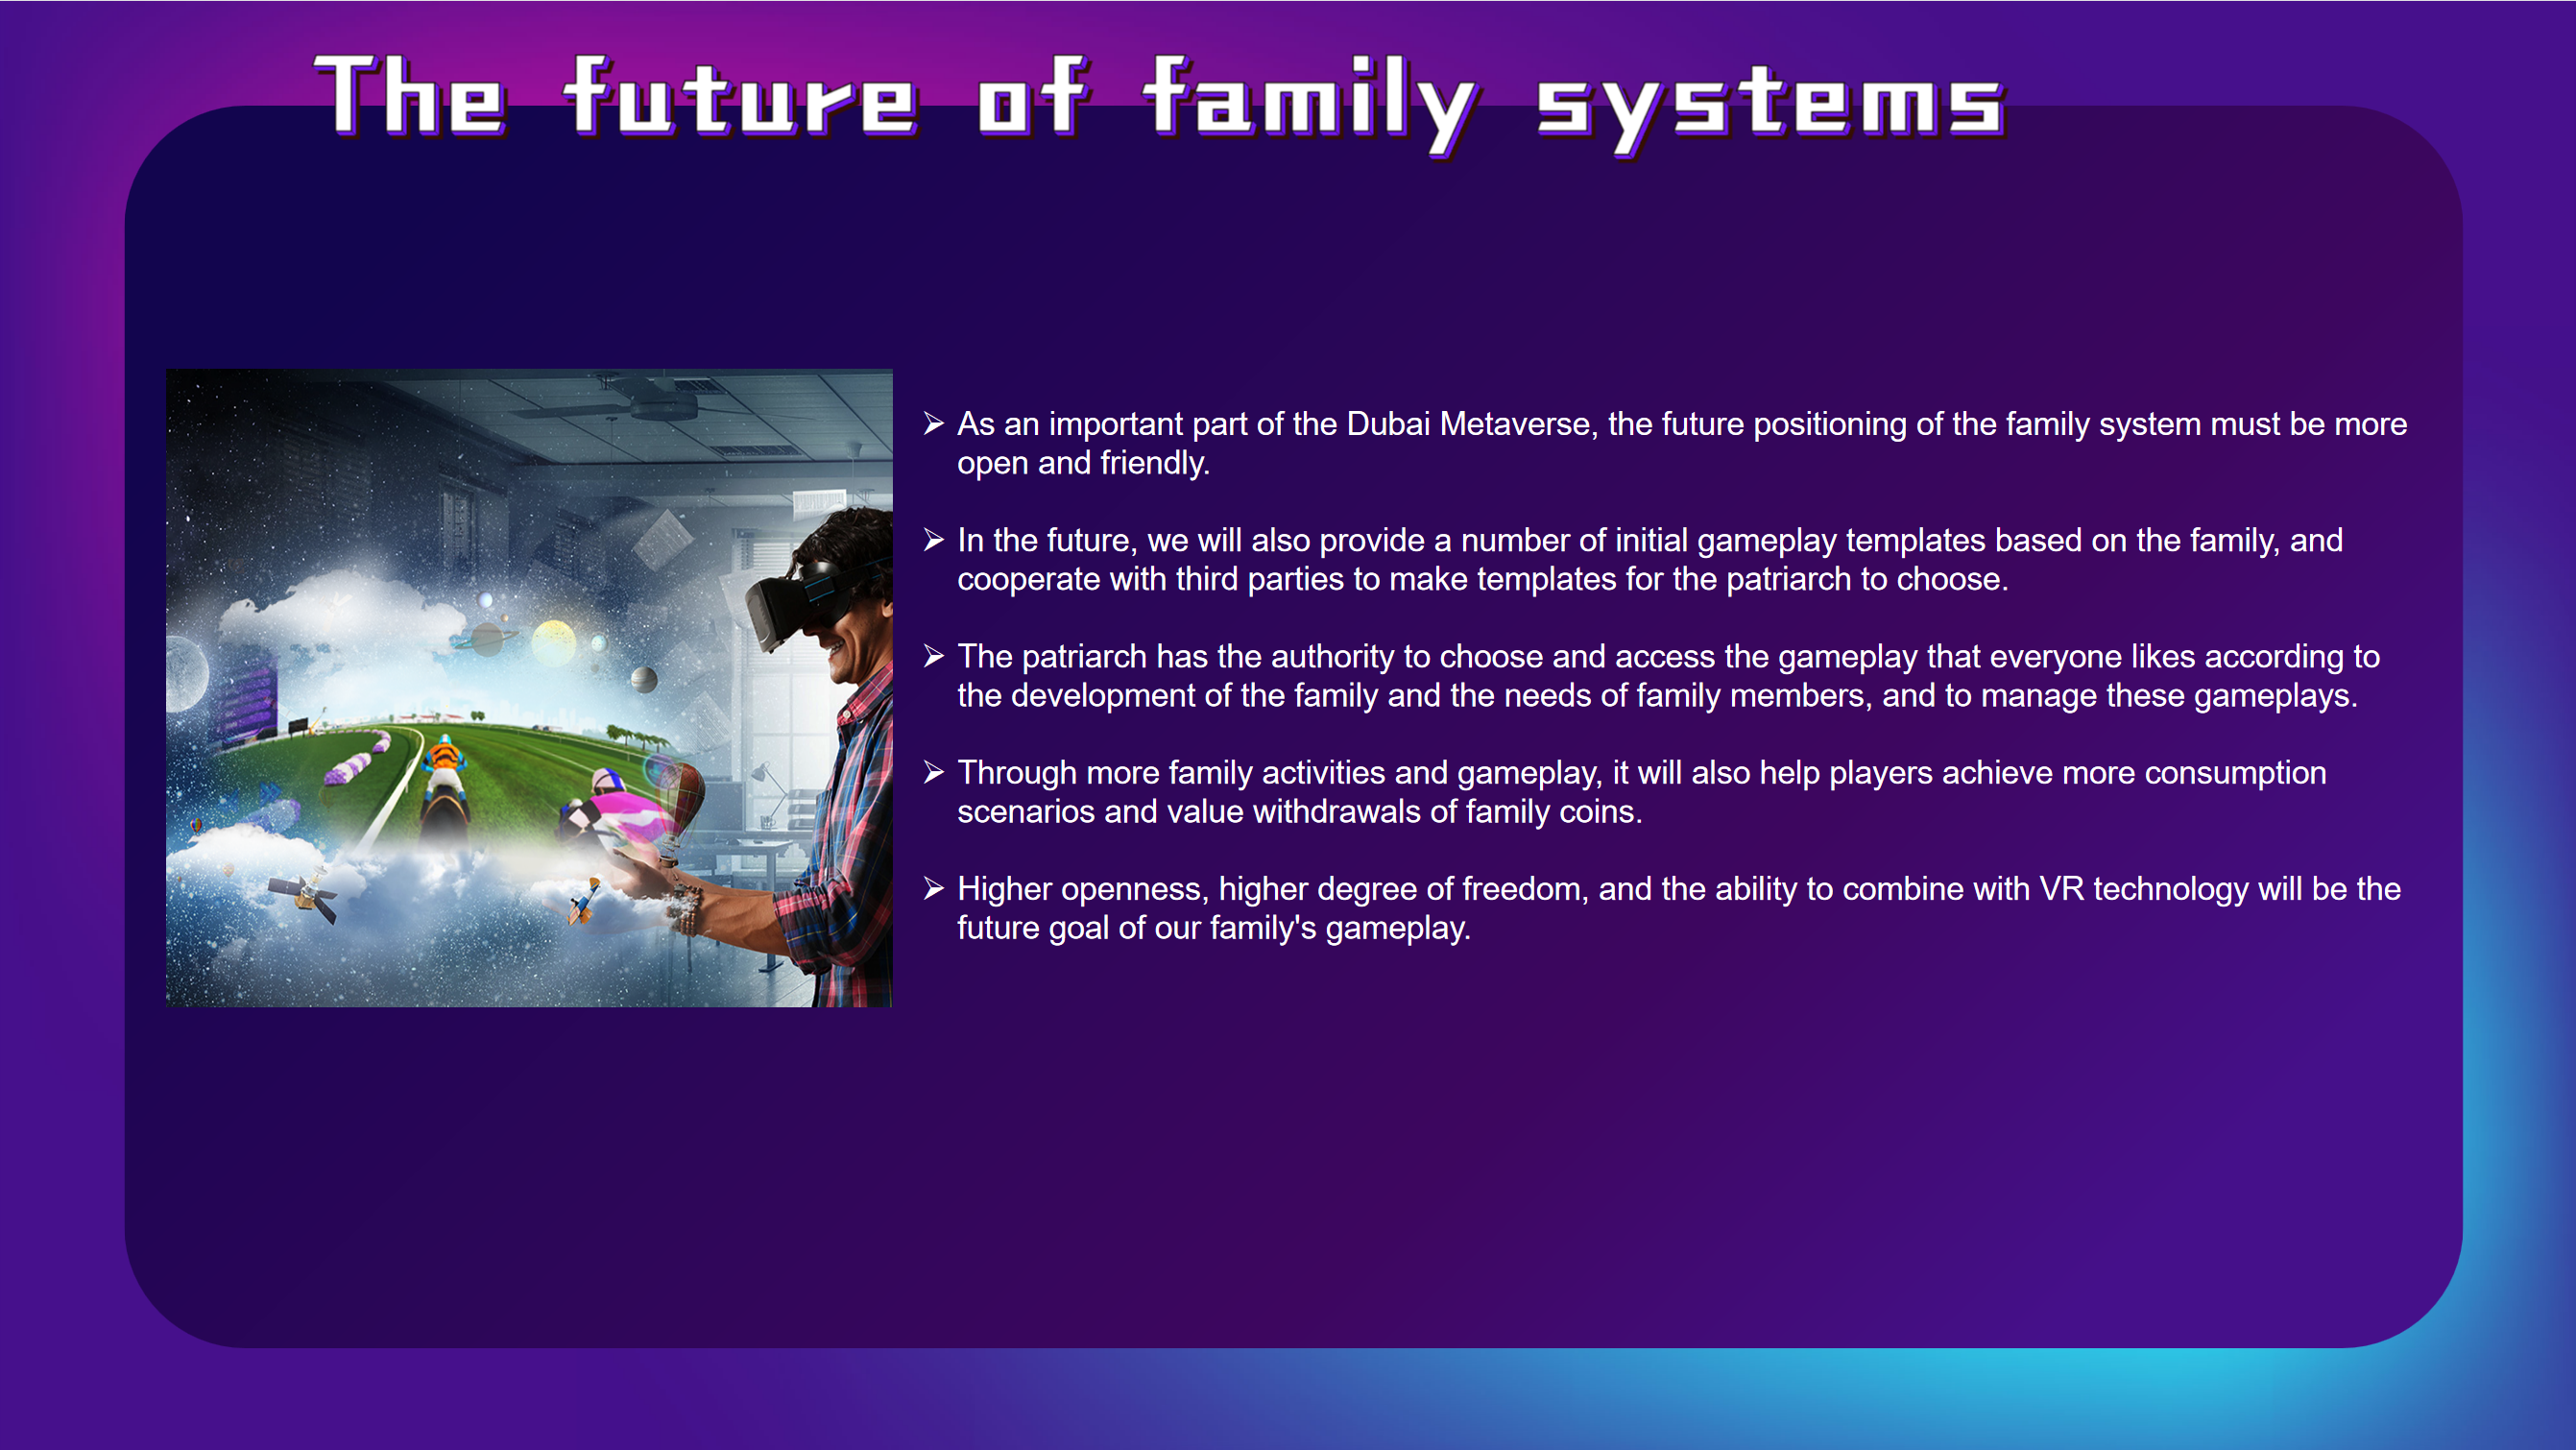 The future of family systems
As an important part of the Dubai Metaverse, the future positioning of the family system must be more
open and friendly.
In the future, we will also provide a number of initial gameplay templates based on the family, and
cooperate with third parties to make templates for the patriarch to choose.
The patriarch has the authority to choose and access the gameplay that everyone likes according to
the development of the family and the needs of family members, and to manage these gameplays.
Through more family activities and gameplay, it will also help players achieve more consumption
scenarios and value withdrawals of family coins.
Higher openness, higher degree of freedom, and the ability to combine with VR technology will be the
future goal of our family's gameplay.